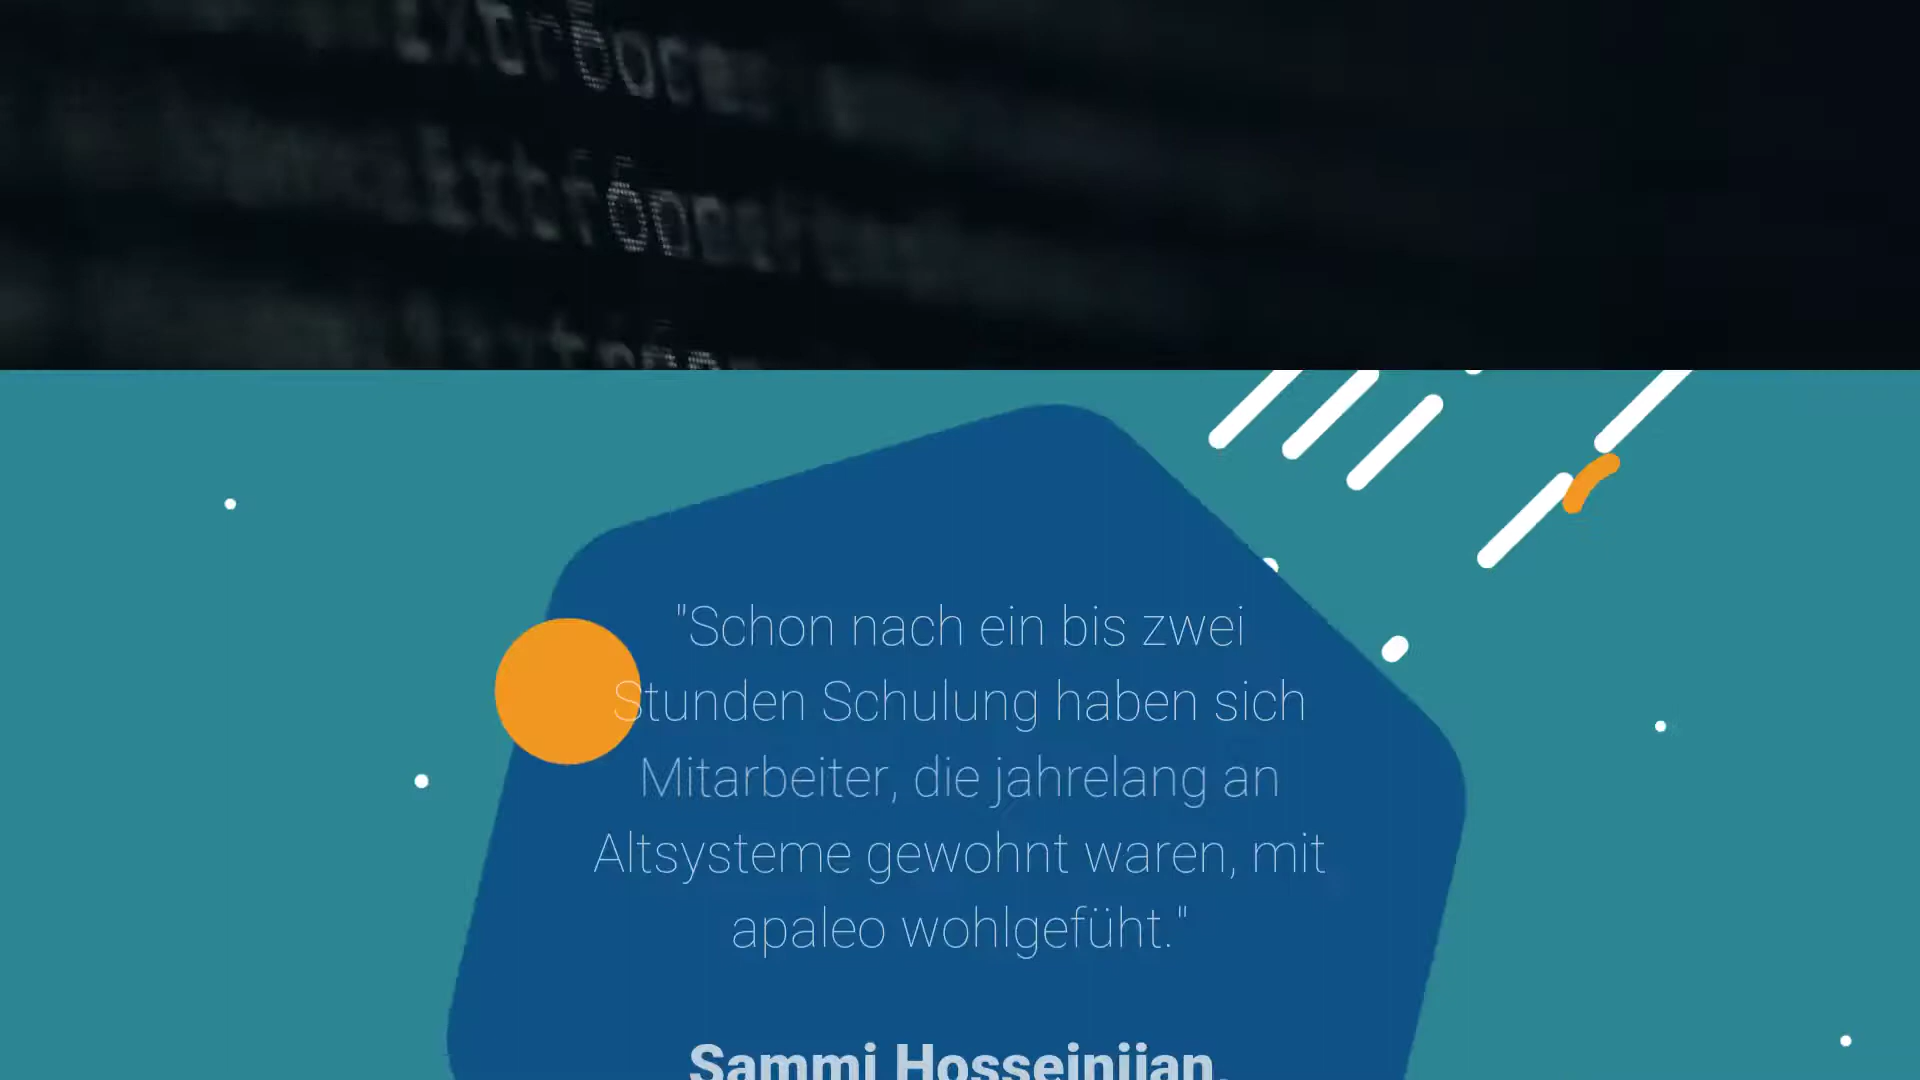 "Schon nach ein bis zwei
Stunden Schulung haben sich
Mitarbeiter, die jahrelang an
Altsysteme gewohnt waren, mit
apaleo wohlgefüht."
Sammi Hosseinijan,